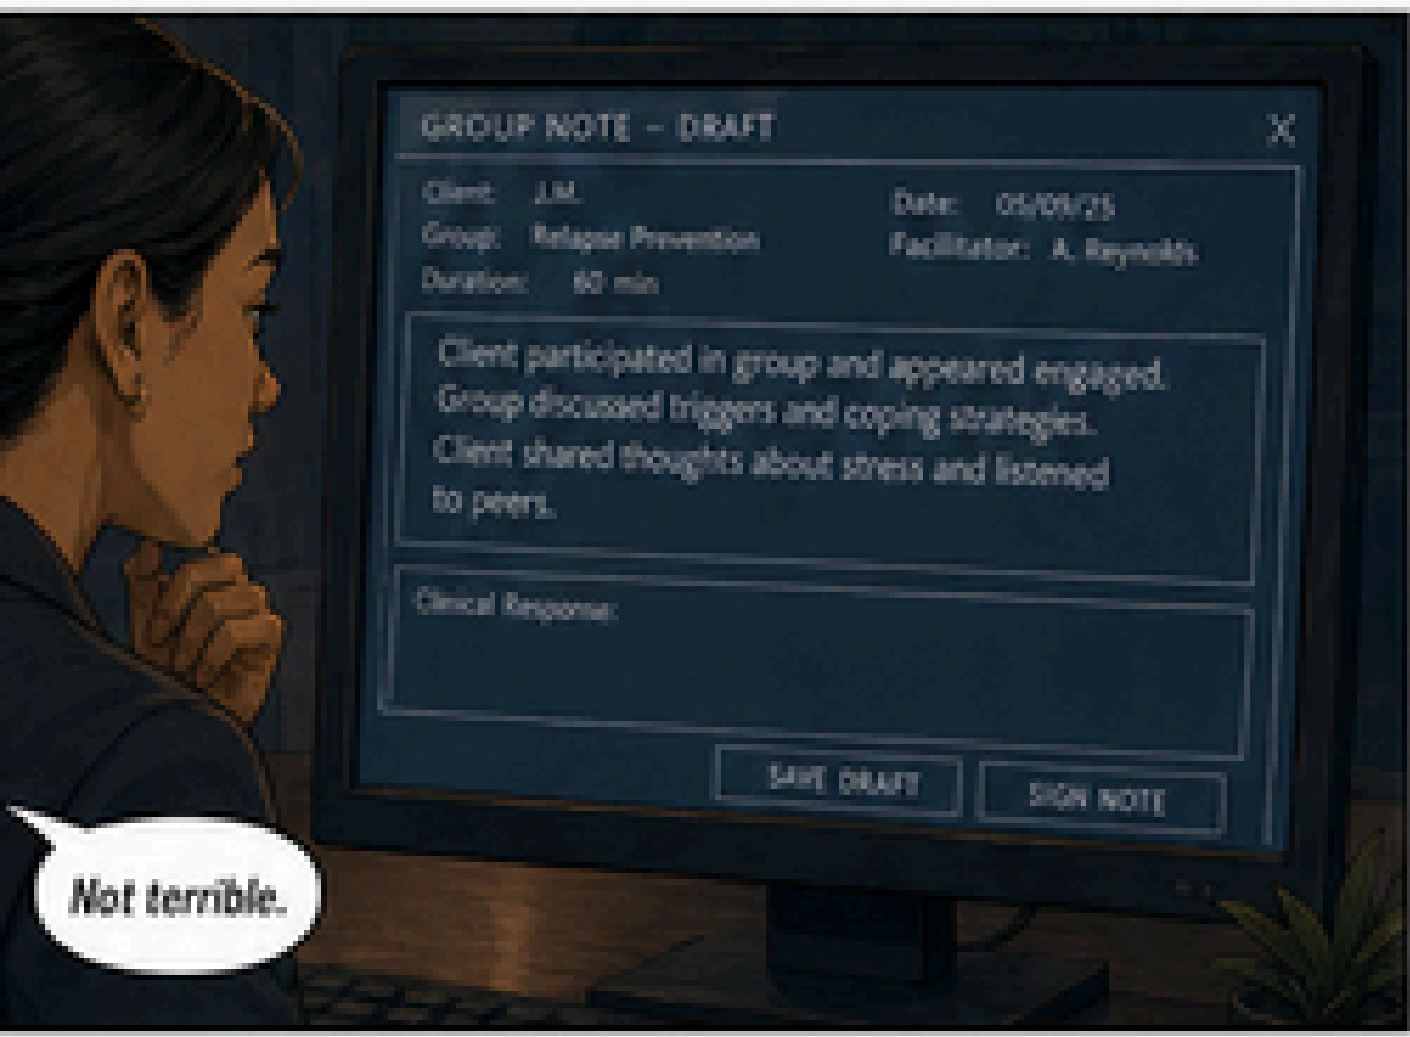 GROUP NOTE – DRAFT
X
Client: J.M.
Date: 05/09/25
Group: Relapse Prevention
Facilitator: A. Reynolds
Duration: 60 min
Client participated in group and appeared engaged.
Group discussed triggers and coping strategies.
Client shared thoughts about stress and listened
to peers.
Clinical Response:
SAVE DRAFT
SIGN NOTE
Not terrible.